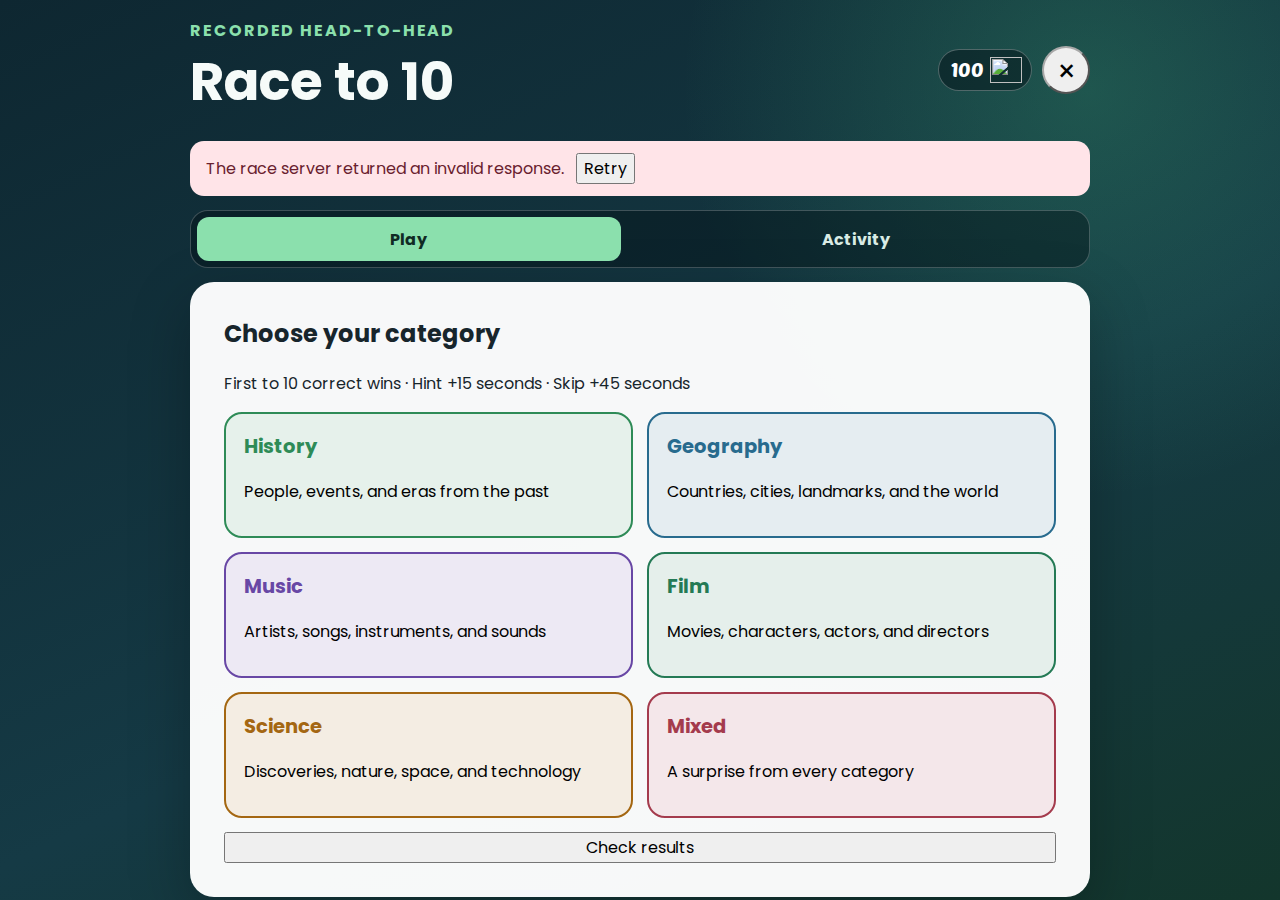 RECORDED HEAD-TO-HEAD
Race to 10
100
×
The race server returned an invalid response. Retry
Play Activity
Choose your category
First to 10 correct wins · Hint +15 seconds · Skip +45 seconds
History
People, events, and eras from the past
Geography
Countries, cities, landmarks, and the world
Music
Artists, songs, instruments, and sounds
Film
Movies, characters, actors, and directors
Science
Discoveries, nature, space, and technology
Mixed
A surprise from every category
Check results